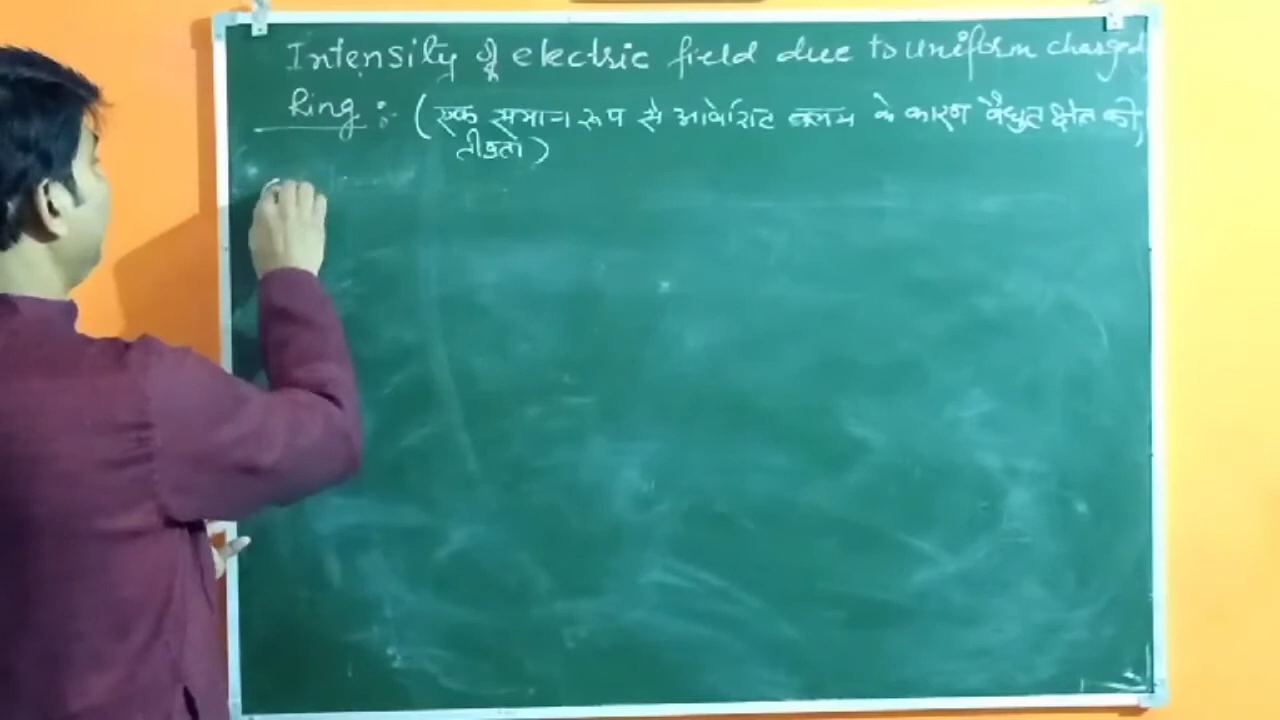 Intensity of electric field due to uniform charged
Ring :- (एक समान रूप से आवेशित वलय के कारण वैद्युत क्षेत्र की,
तीव्रता)